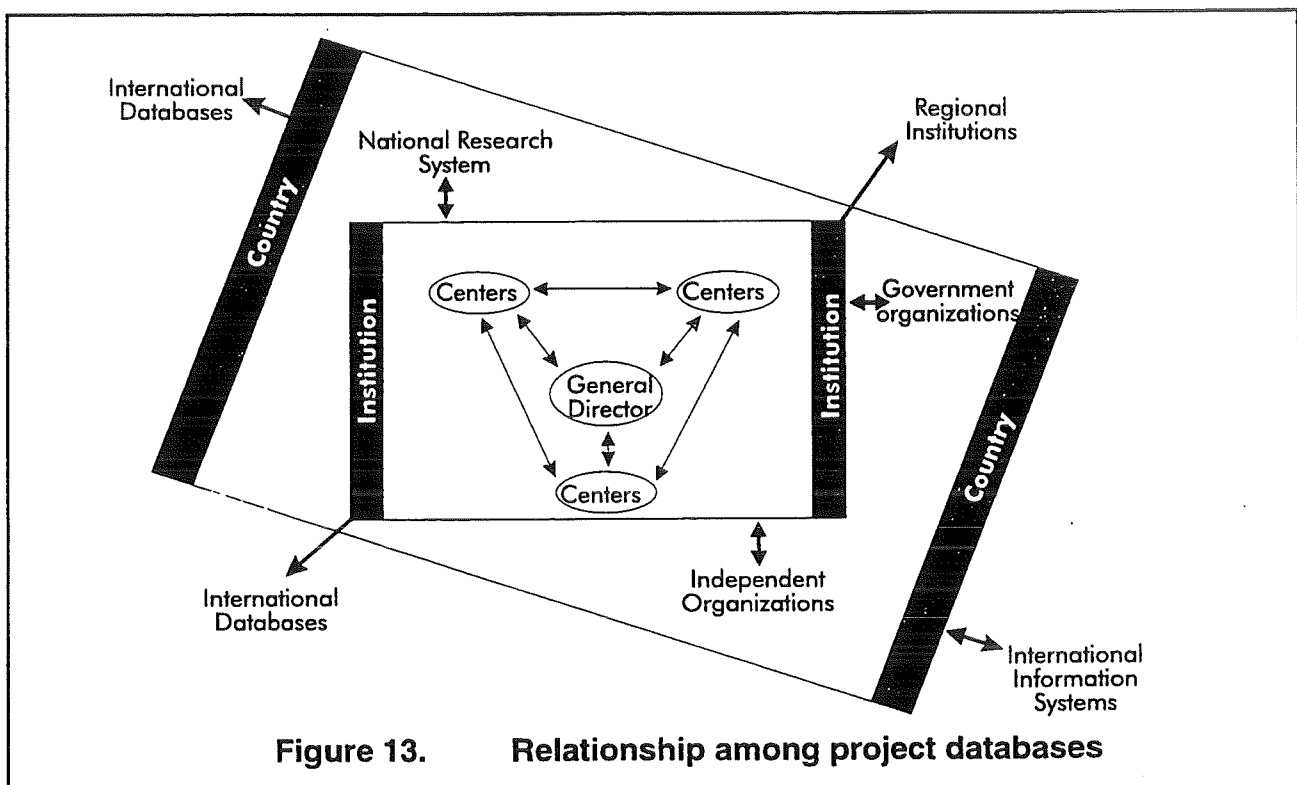 International
Databases
National Research
System
Regional
Institutions
Country
Institution
Centers
Centers
General
Director
Centers
Institution
Government
organizations
Country
International
Databases
Independent
Organizations
International
Information
Systems
Figure 13. Relationship among project databases